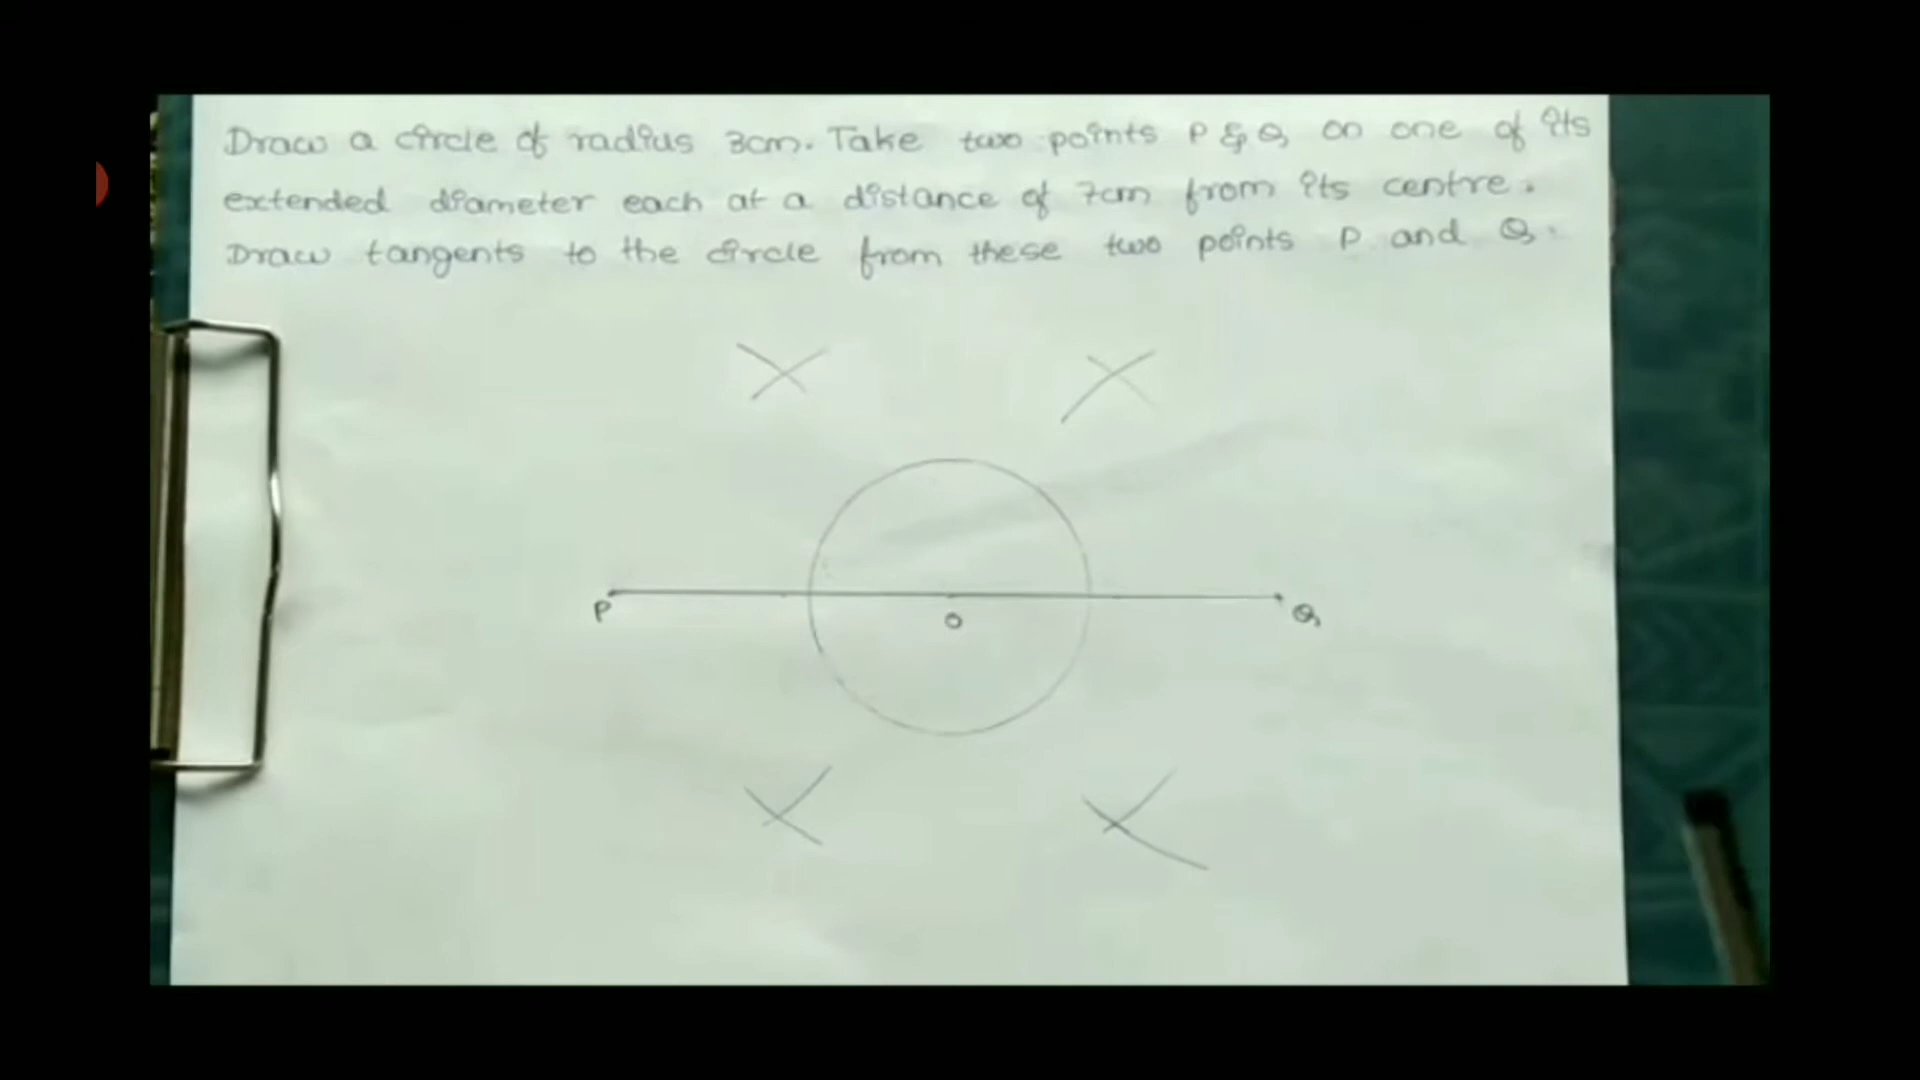 Draw a circle of radius 3cm. Take two points P & Q on one of its
extended diameter each at a distance of 7cm from its centre.
Draw tangents to the circle from these two points P and Q.
P
O
Q